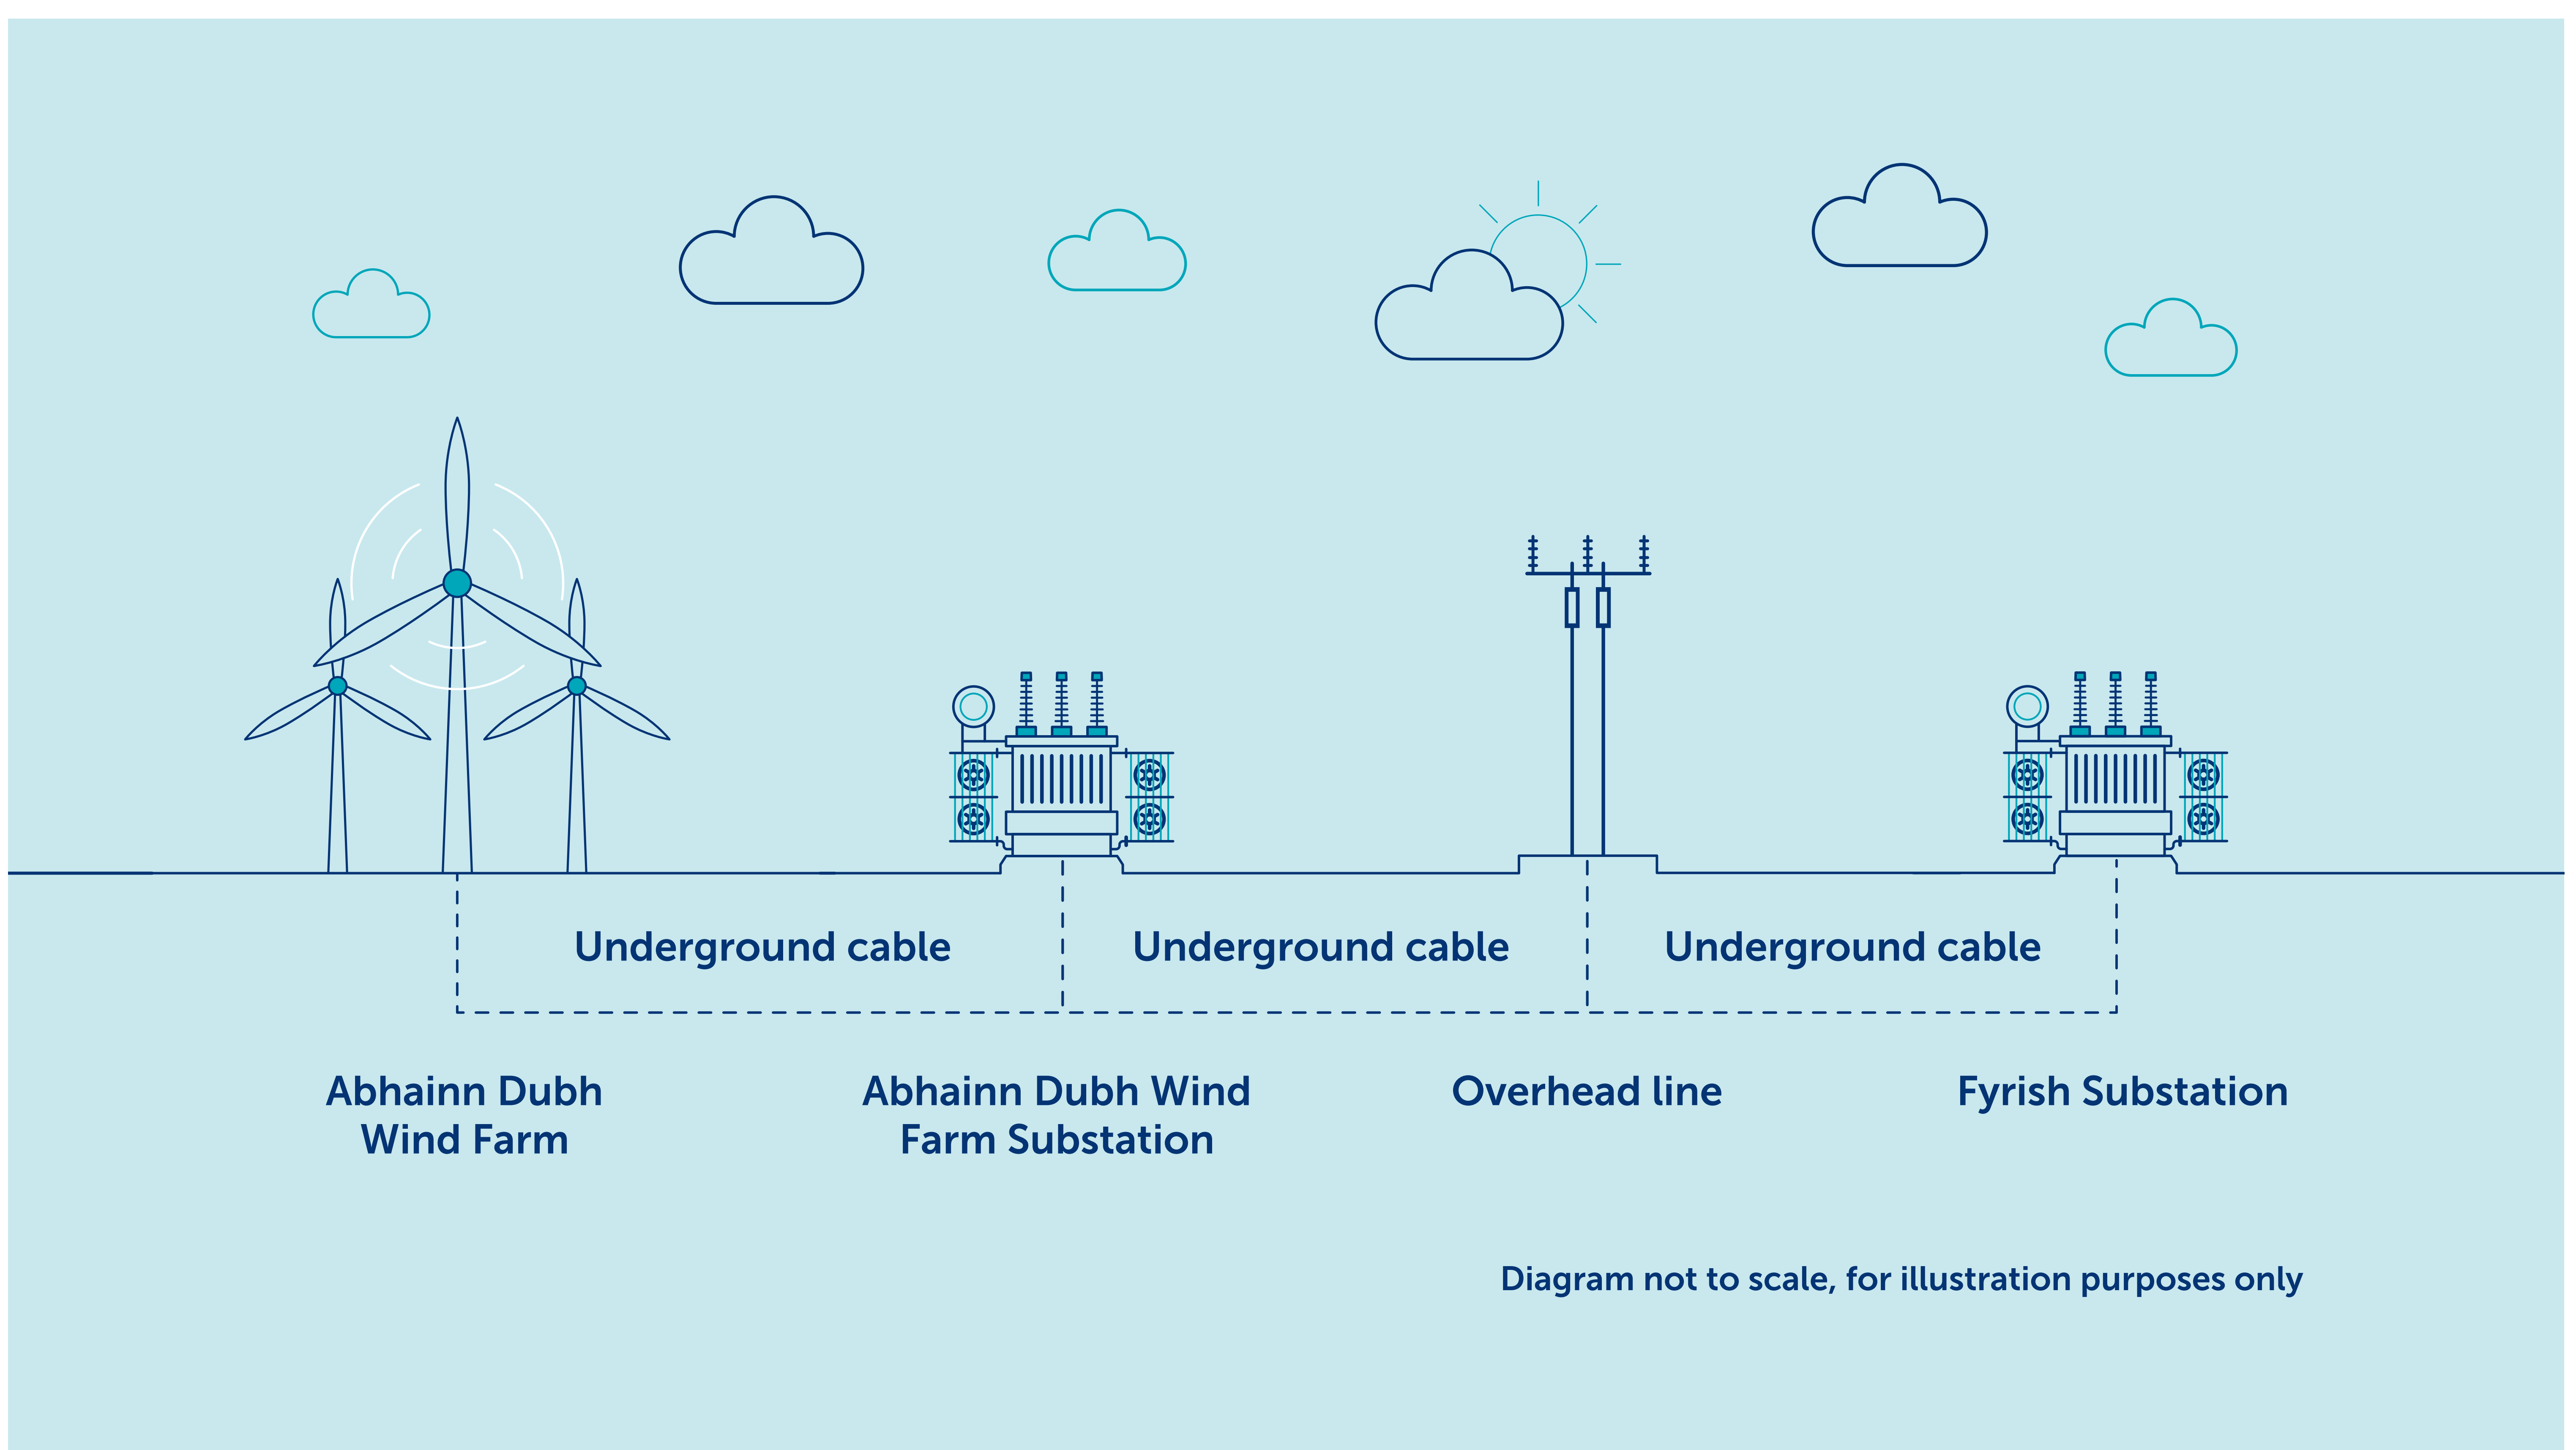 Underground cable
Underground cable
Underground cable
Abhainn Dubh
Wind Farm
Abhainn Dubh Wind
Farm Substation
Overhead line
Fyrish Substation
Diagram not to scale, for illustration purposes only